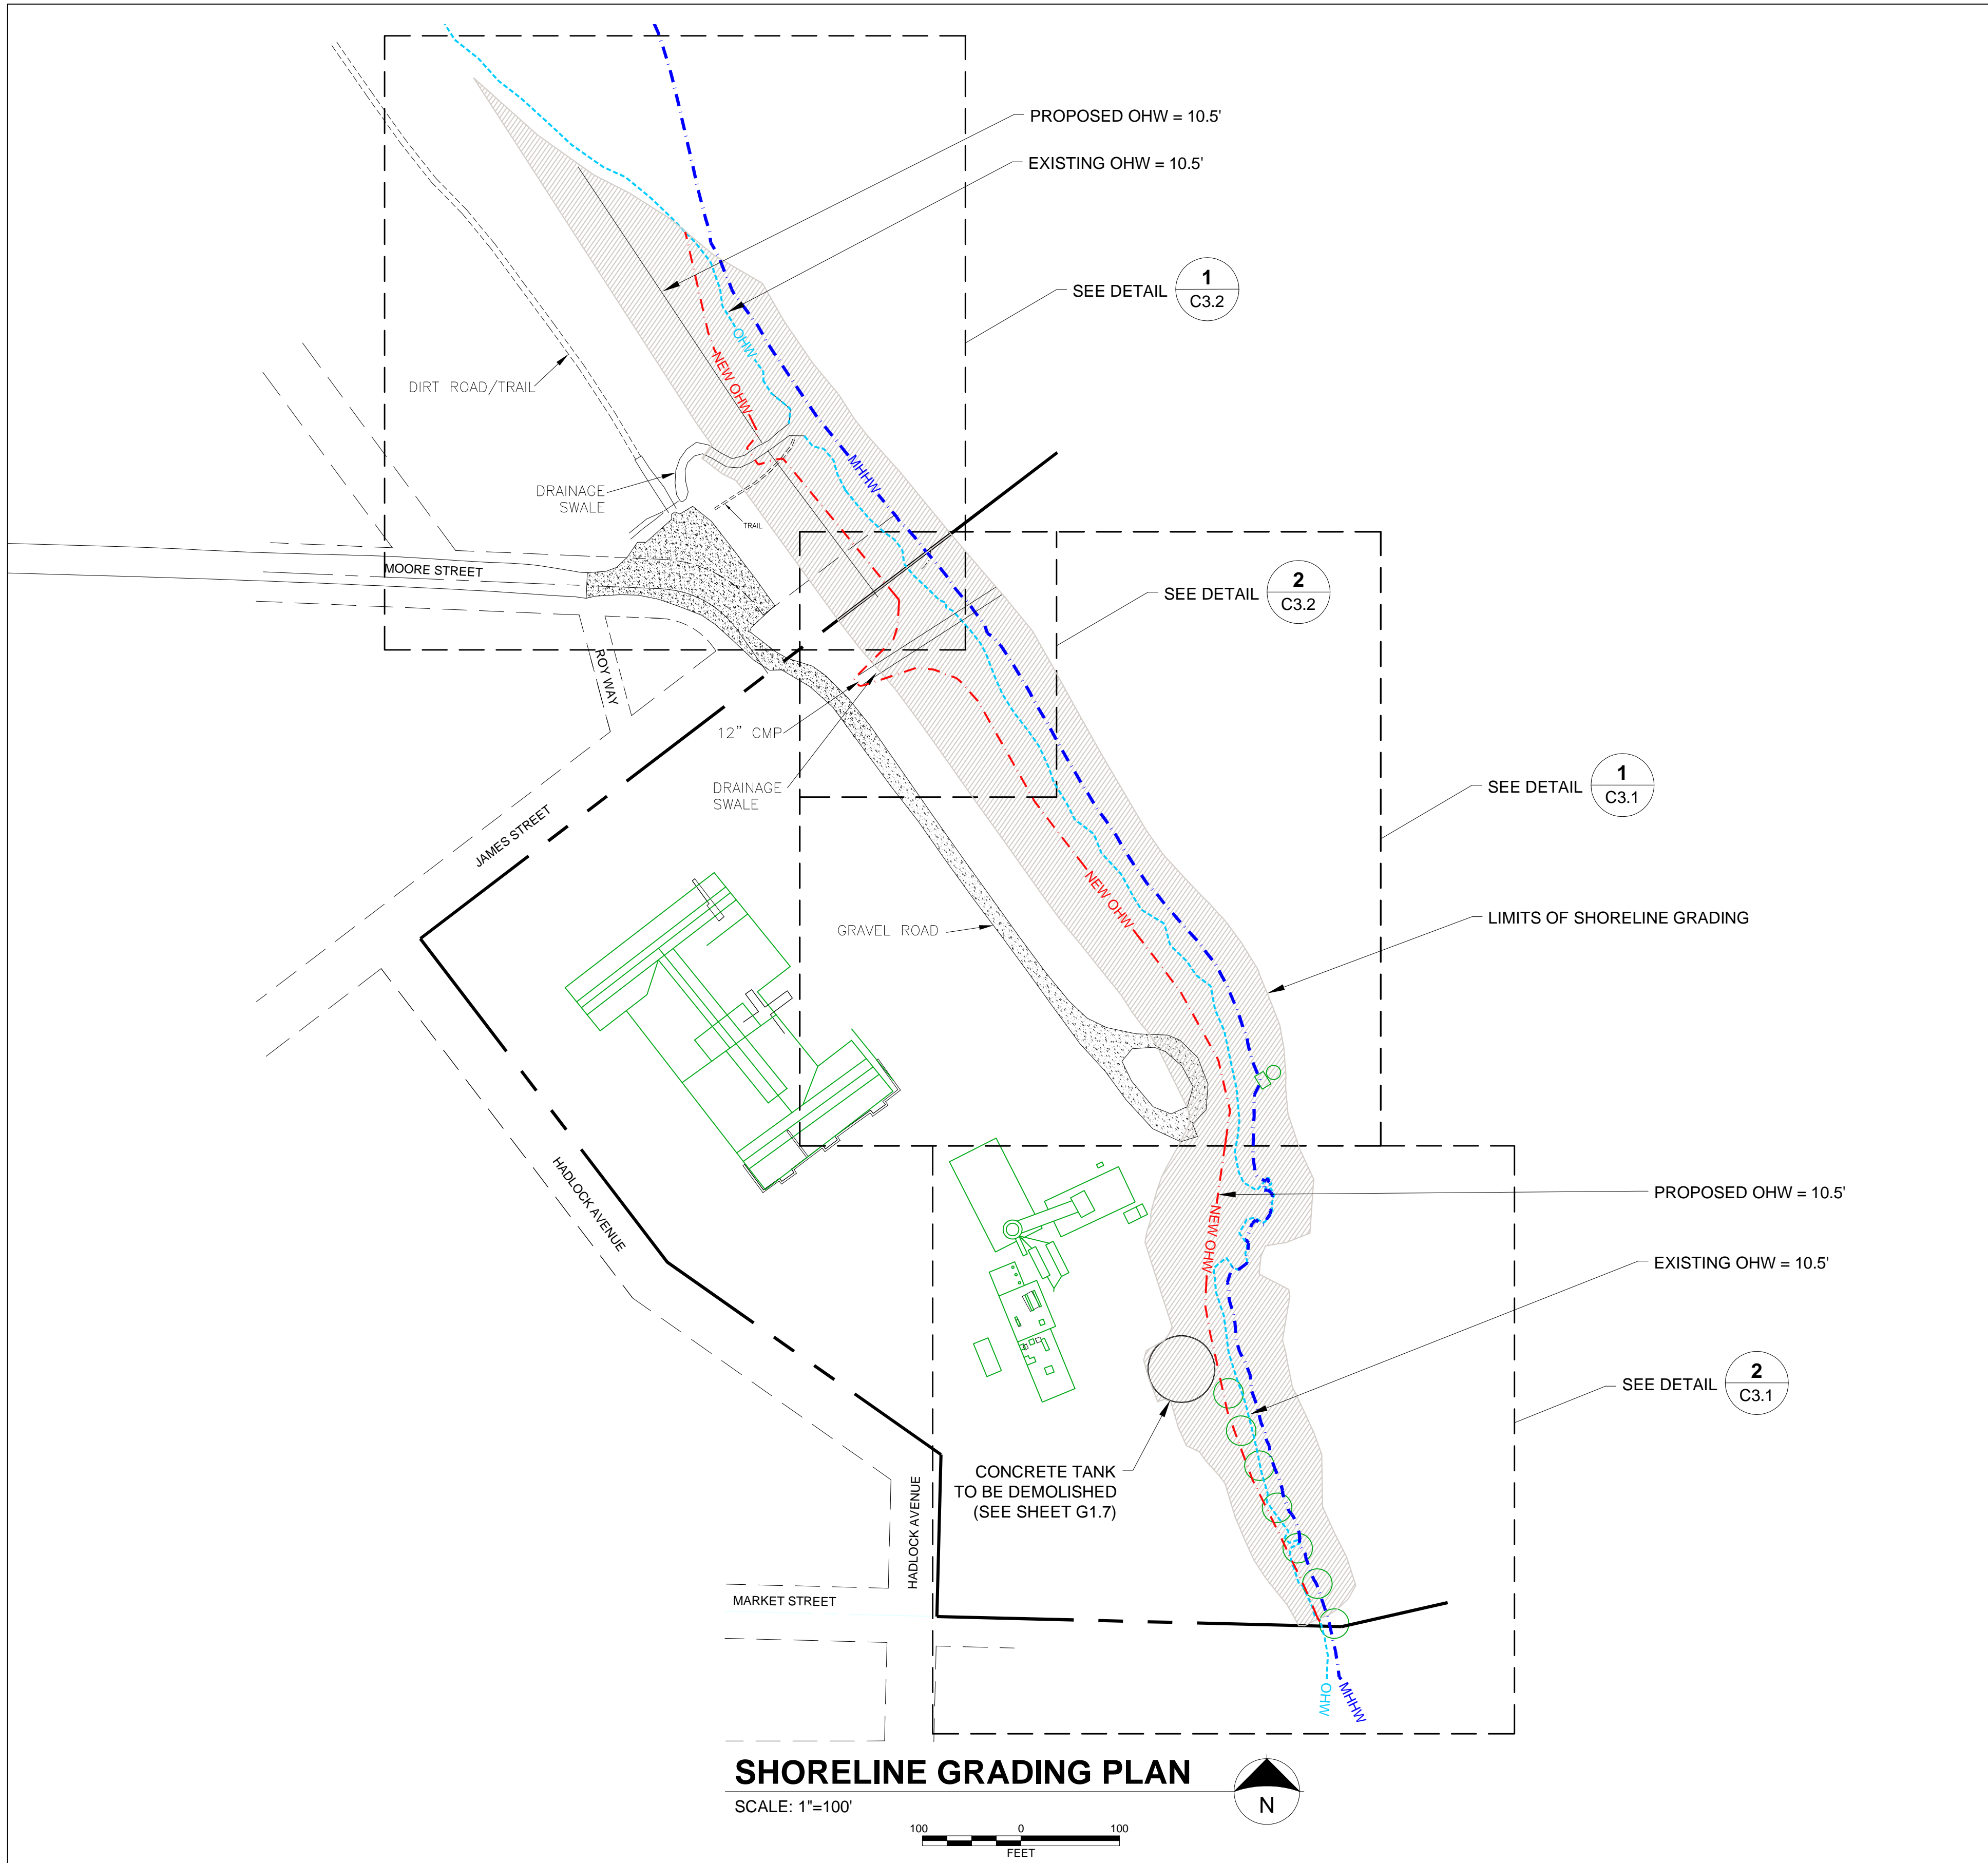 PROPOSED OHW = 10.5'
EXISTING OHW = 10.5'
1
SEE DETAIL
C3.2
OHW
NEW OHW
DIRT ROAD/TRAIL
MHHW
DRAINAGE
SWALE
TRAIL
MOORE STREET
2
SEE DETAIL
C3.2
ROY WAY
12" CMP
DRAINAGE
SWALE
1
SEE DETAIL
C3.1
JAMES STREET
NEW OHW
LIMITS OF SHORELINE GRADING
GRAVEL ROAD
HADLOCK AVENUE
PROPOSED OHW = 10.5'
NEW OHW
EXISTING OHW = 10.5'
2
SEE DETAIL
C3.1
CONCRETE TANK
TO BE DEMOLISHED
(SEE SHEET G1.7)
HADLOCK AVENUE
MARKET STREET
OHW
MHHW
SHORELINE GRADING PLAN
SCALE: 1"=100'
N
100 0 100
FEET